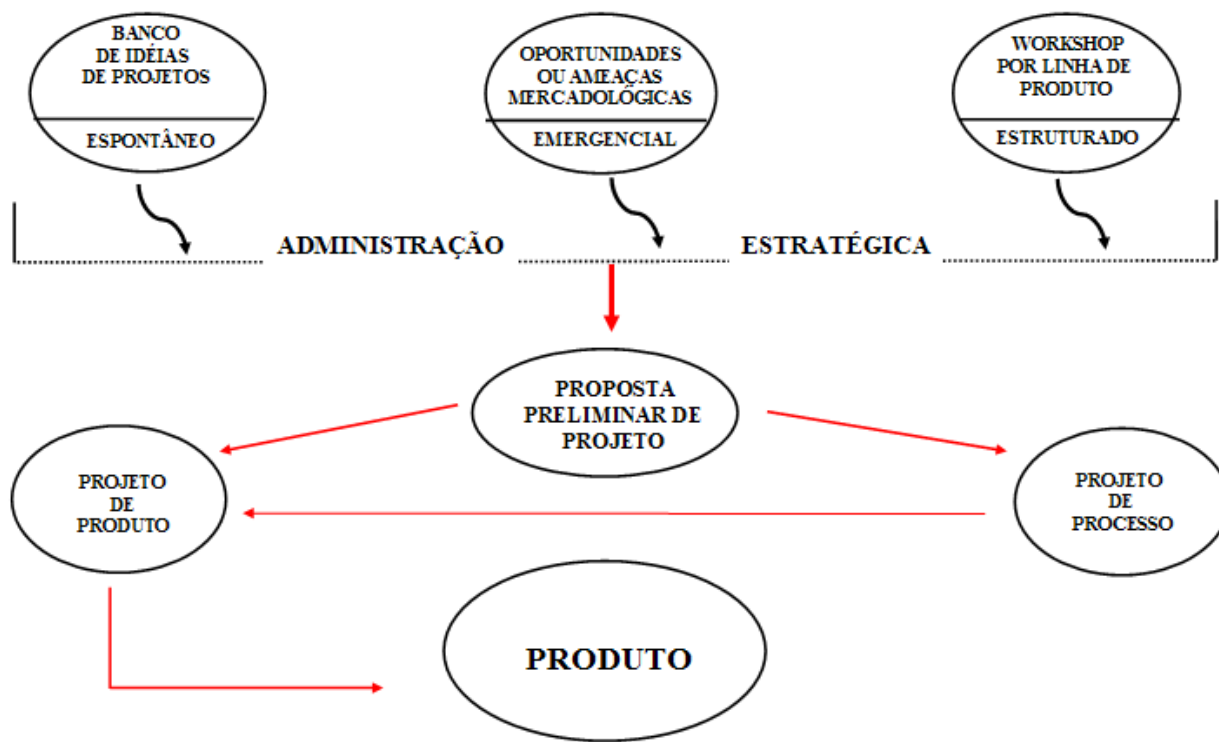 BANCO
DE IDÉIAS
DE PROJETOS
ESPONTÂNEO
OPORTUNIDADES
OU AMEAÇAS
MERCADOLÓGICAS
EMERGENCIAL
WORKSHOP
POR LINHA DE
PRODUTO
ESTRUTURADO
ADMINISTRAÇÃO ESTRATÉGICA
PROPOSTA
PRELIMINAR DE
PROJETO
PROJETO
DE
PRODUTO
PROJETO
DE
PROCESSO
PRODUTO